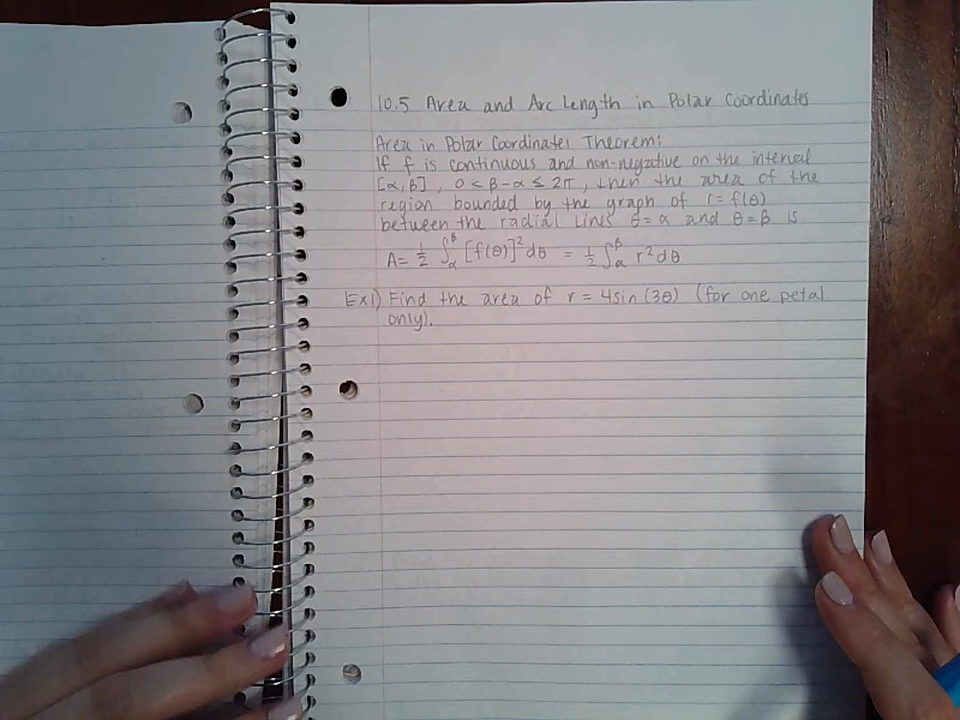 10.5 Area and Arc Length in Polar Coordinates
Area in Polar Coordinates Theorem:
If f is continuous and non-negative on the interval
[α,β], 0 < β-α ≤ 2π, then the area of the
region bounded by the graph of r=f(θ)
between the radial lines θ=α and θ=β is
A= 1/2 ∫_α^β [f(θ)]² dθ = 1/2 ∫_α^β r² dθ
Ex1) Find the area of r = 4sin(3θ) (for one petal
only).